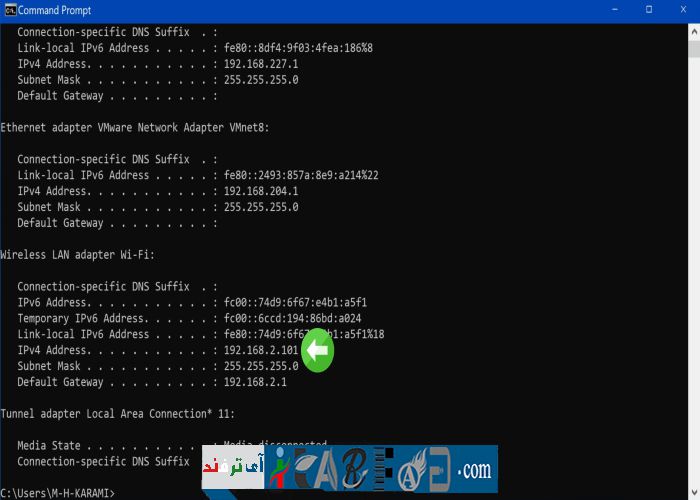 Command Prompt
Connection-specific DNS Suffix  . :
Link-local IPv6 Address . . . . . : fe80::8df4:9f03:4fea:186%8
IPv4 Address. . . . . . . . . . . : 192.168.227.1
Subnet Mask . . . . . . . . . . . : 255.255.255.0
Default Gateway . . . . . . . . . :
Ethernet adapter VMware Network Adapter VMnet8:
Connection-specific DNS Suffix  . :
Link-local IPv6 Address . . . . . : fe80::2493:857a:8e9:a214%22
IPv4 Address. . . . . . . . . . . : 192.168.204.1
Subnet Mask . . . . . . . . . . . : 255.255.255.0
Default Gateway . . . . . . . . . :
Wireless LAN adapter Wi-Fi:
Connection-specific DNS Suffix  . :
IPv6 Address. . . . . . . . . . . : fc00::74d9:6f67:e4b1:a5f1
Temporary IPv6 Address. . . . . . : fc00::6ccd:194:86bd:a024
Link-local IPv6 Address . . . . . : fe80::74d9:6f67:e4b1:a5f1%18
IPv4 Address. . . . . . . . . . . : 192.168.2.101
Subnet Mask . . . . . . . . . . . : 255.255.255.0
Default Gateway . . . . . . . . . : 192.168.2.1
Tunnel adapter Local Area Connection* 11:
Media State . . . . . . . . . . . : Media disconnected
Connection-specific DNS Suffix
آی ترفند
.com
C:\Users\M-H-KARAMI>